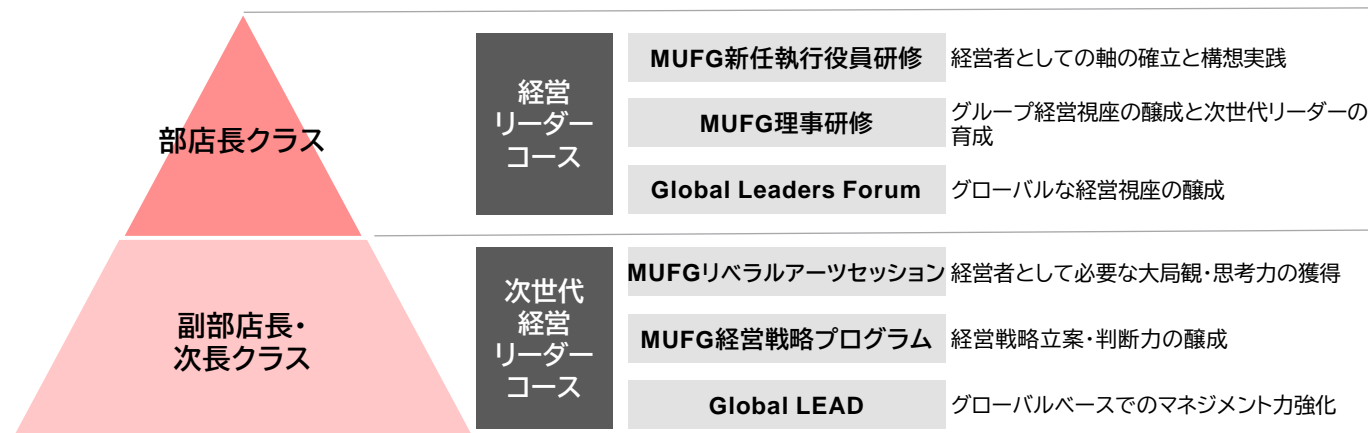 部店長クラス
経営
リーダー
コース
MUFG新任執行役員研修
経営者としての軸の確立と構想実践
MUFG理事研修
グループ経営視座の醸成と次世代リーダーの
育成
Global Leaders Forum
グローバルな経営視座の醸成
副部店長・
次長クラス
次世代
経営
リーダー
コース
MUFGリベラルアーツセッション
経営者として必要な大局観・思考力の獲得
MUFG経営戦略プログラム
経営戦略立案・判断力の醸成
Global LEAD
グローバルベースでのマネジメント力強化